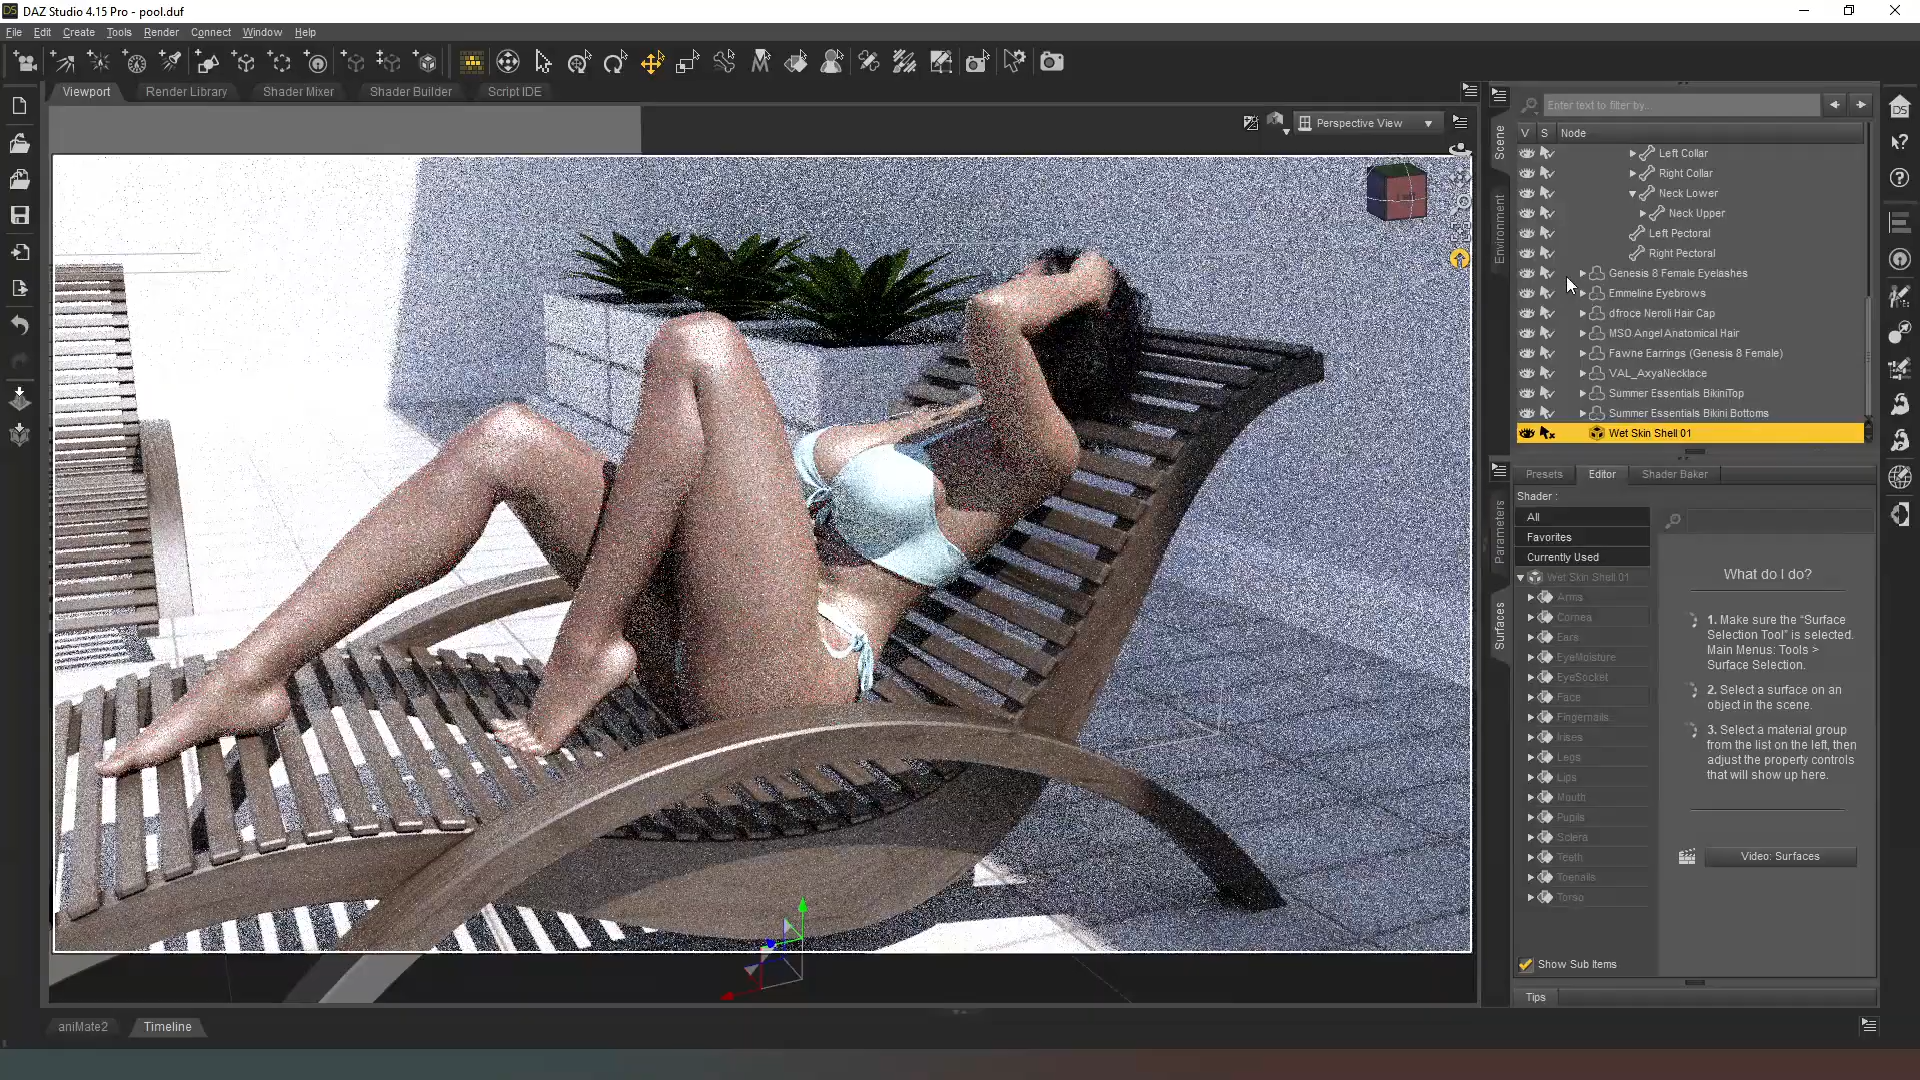 DAZ Studio 4.15 Pro - pool.duf
File Edit Create Tools Render Connect Window Help
Viewport Render Library Shader Mixer Shader Builder Script IDE
Perspective View
Enter text to filter by...
V S Node
Left Collar
Right Collar
Neck Lower
Neck Upper
Left Pectoral
Right Pectoral
Genesis 8 Female Eyelashes
Emmeline Eyebrows
dfroce Neroli Hair Cap
MSO Angel Anatomical Hair
Fawne Earrings (Genesis 8 Female)
VAL_AxyaNecklace
Summer Essentials BikiniTop
Summer Essentials Bikini Bottoms
Wet Skin Shell 01
Scene
Environment
Presets Editor Shader Baker
Shader :
All
Favorites
Currently Used
Wet Skin Shell 01
Arms
Cornea
Ears
EyeMoisture
EyeSocket
Face
Fingernails
Irises
Legs
Lips
Mouth
Pupils
Sclera
Teeth
Toenails
Torso
Show Sub Items
Parameters
Surfaces
What do I do?
1. Make sure the “Surface
Selection Tool” is selected.
Main Menus: Tools >
Surface Selection.
2. Select a surface on an
object in the scene.
3. Select a material group
from the list on the left, then
adjust the property controls
that will show up here.
Video: Surfaces
Tips
aniMate2 Timeline